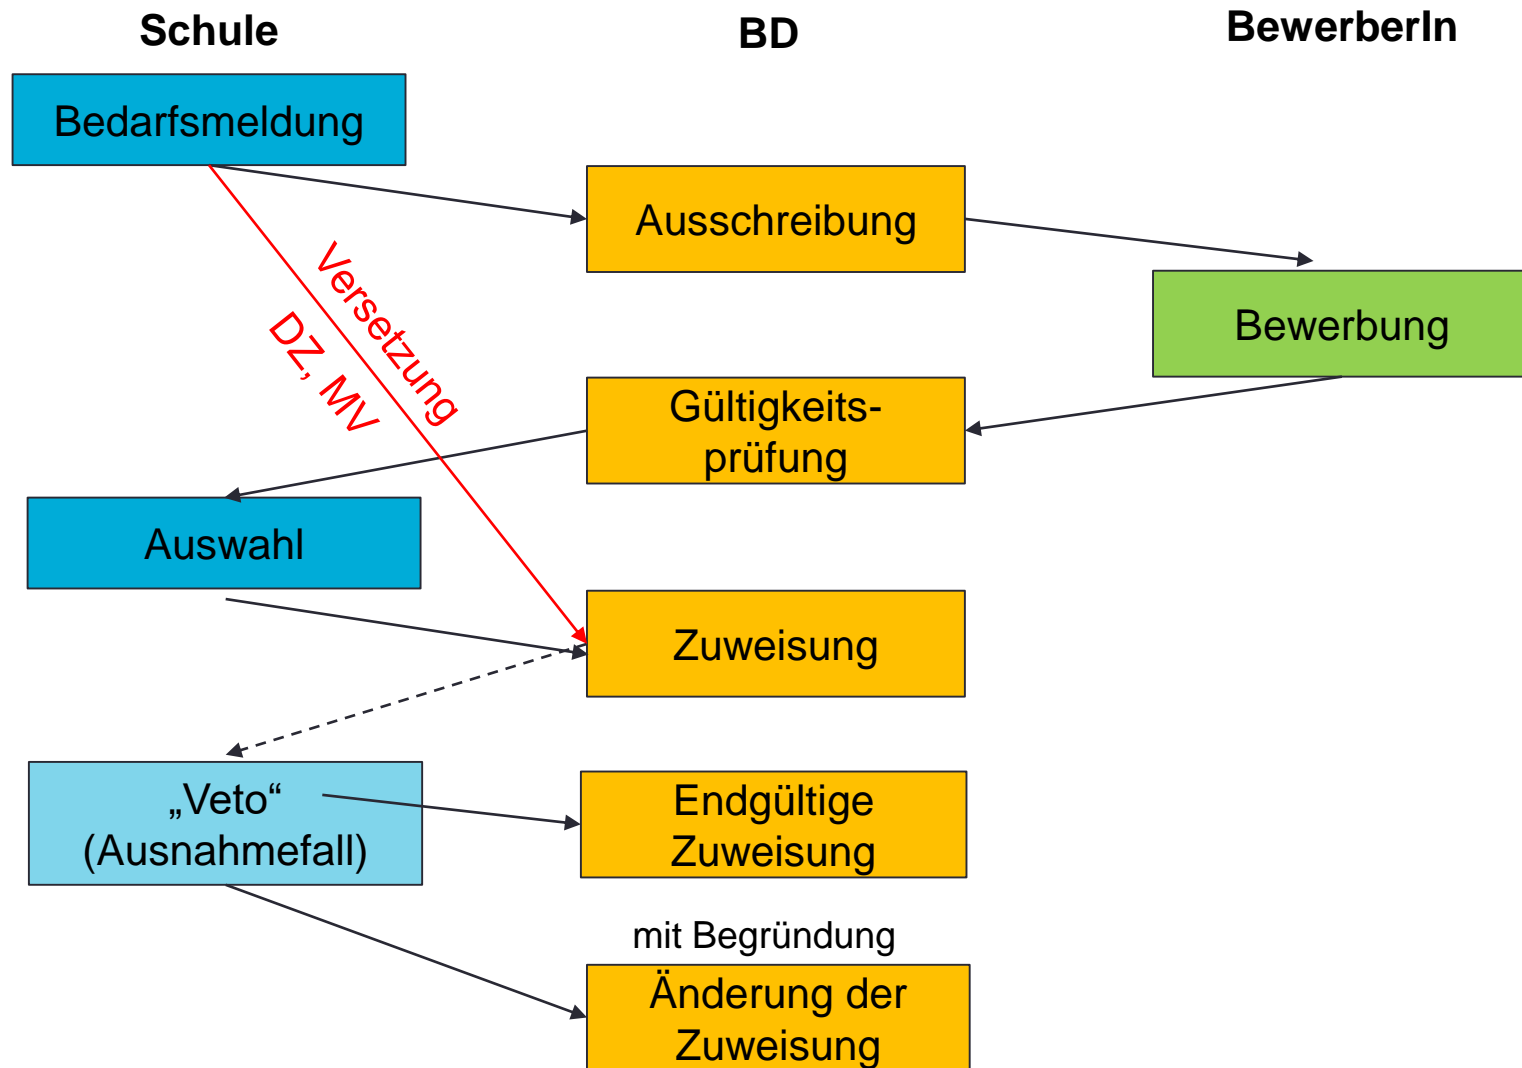 Schule
BD
BewerberIn
Bedarfsmeldung
Ausschreibung
Versetzung
DZ, MV
Bewerbung
Gültigkeits-
prüfung
Auswahl
Zuweisung
„Veto“
(Ausnahmefall)
Endgültige
Zuweisung
mit Begründung
Änderung der
Zuweisung